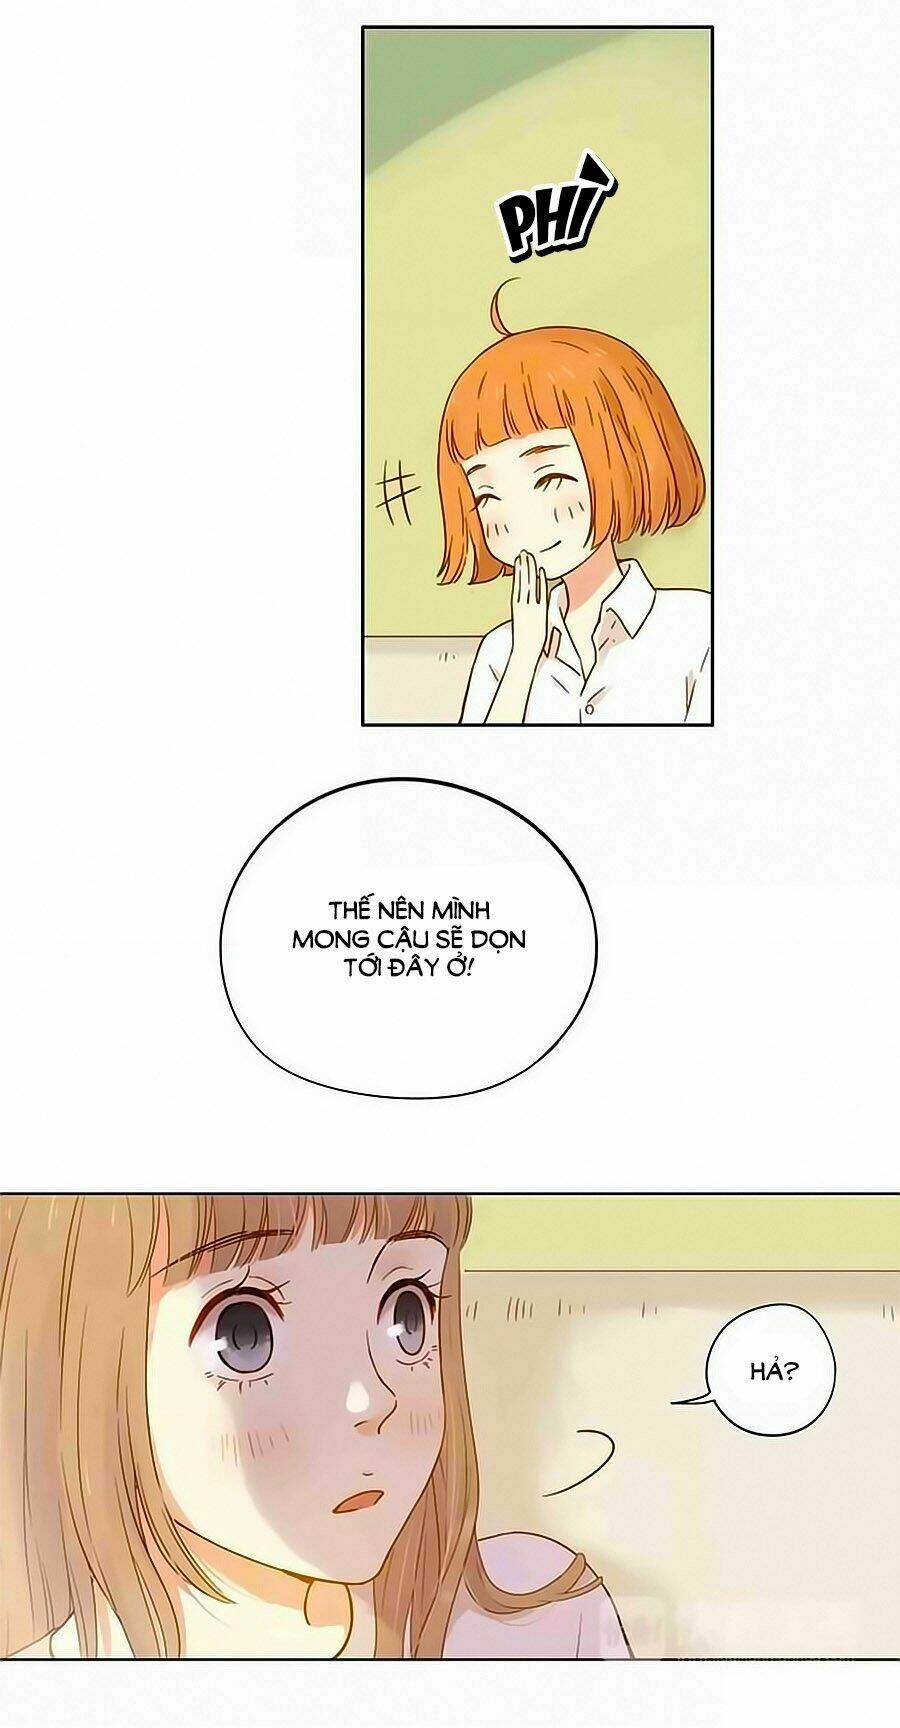 PHÌ
THẾ NÊN MÌNH
MONG CẬU SẼ DỌN
TỚI ĐÂY Ở!
HẢ?